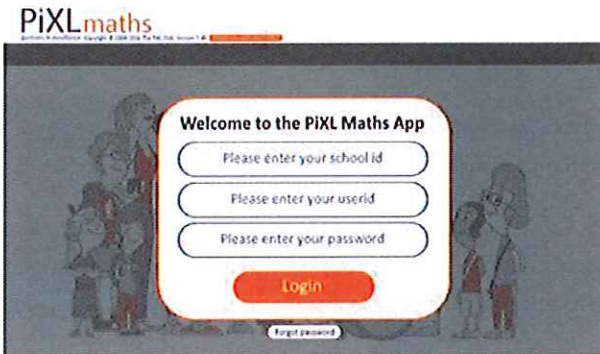 PiXLmaths
Welcome to the PiXL Maths App
Please enter your school id
Please enter your userid
Please enter your password
Login
Forgot password